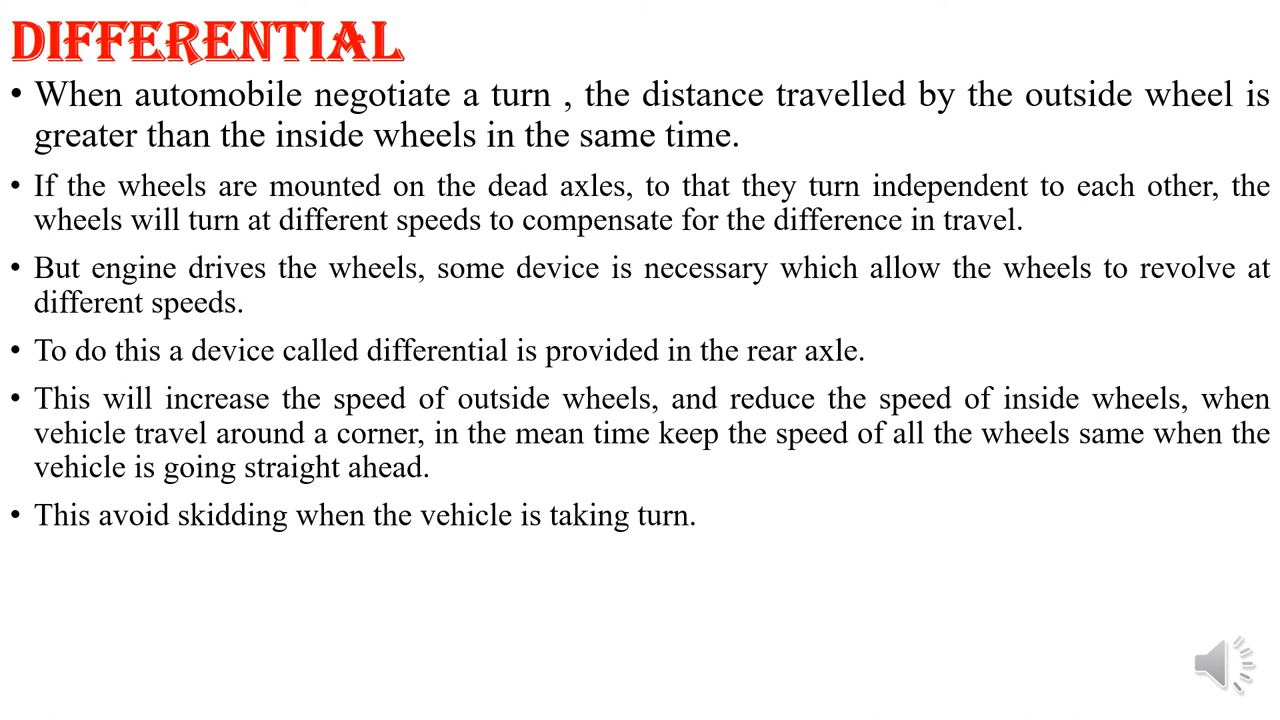 DIFFERENTIAL
• When automobile negotiate a turn , the distance travelled by the outside wheel is
greater than the inside wheels in the same time.
• If the wheels are mounted on the dead axles, to that they turn independent to each other, the
wheels will turn at different speeds to compensate for the difference in travel.
• But engine drives the wheels, some device is necessary which allow the wheels to revolve at
different speeds.
• To do this a device called differential is provided in the rear axle.
• This will increase the speed of outside wheels, and reduce the speed of inside wheels, when
vehicle travel around a corner, in the mean time keep the speed of all the wheels same when the
vehicle is going straight ahead.
• This avoid skidding when the vehicle is taking turn.